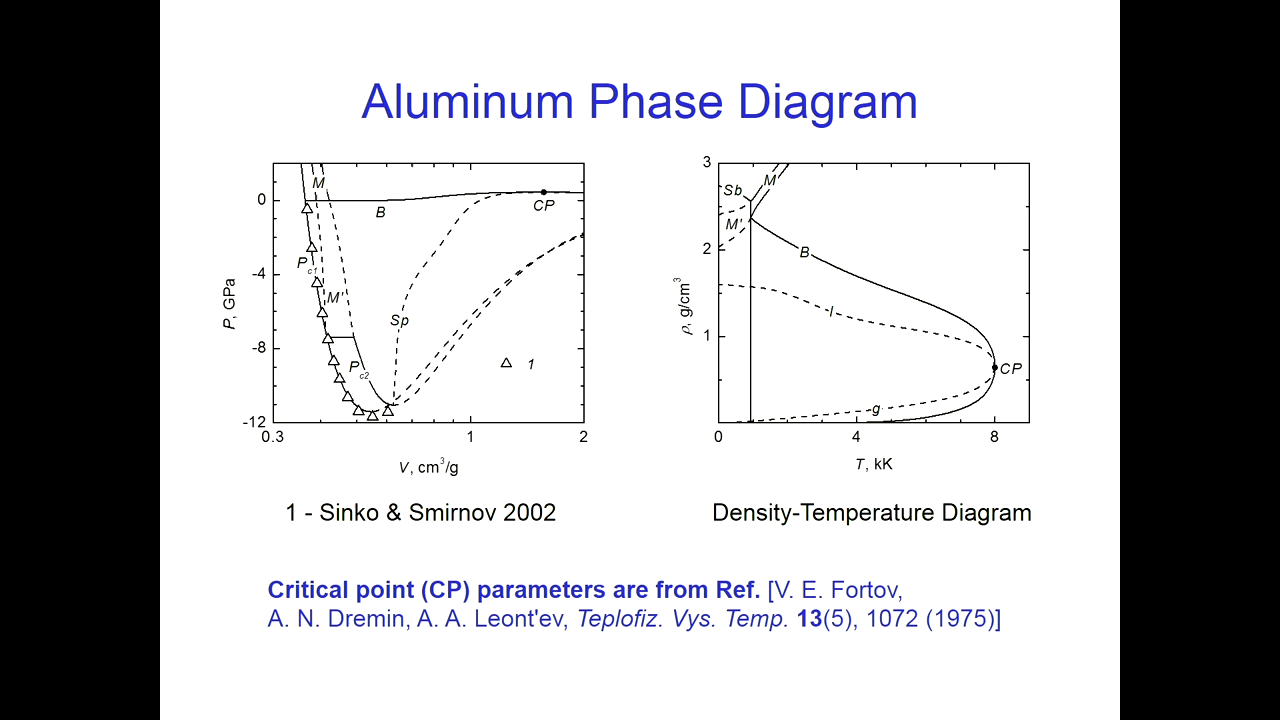 Aluminum Phase Diagram
0
-4
-8
-12
P, GPa
0.3
1
2
V, cm³/g
M
B
CP
Pc1
M'
Sp
Pc2
1
3
2
1
ρ, g/cm³
0
4
8
T, kK
Sb
M
M'
B
l
CP
g
1 - Sinko & Smirnov 2002
Density-Temperature Diagram
Critical point (CP) parameters are from Ref. [V. E. Fortov,
A. N. Dremin, A. A. Leont'ev, Teplofiz. Vys. Temp. 13(5), 1072 (1975)]